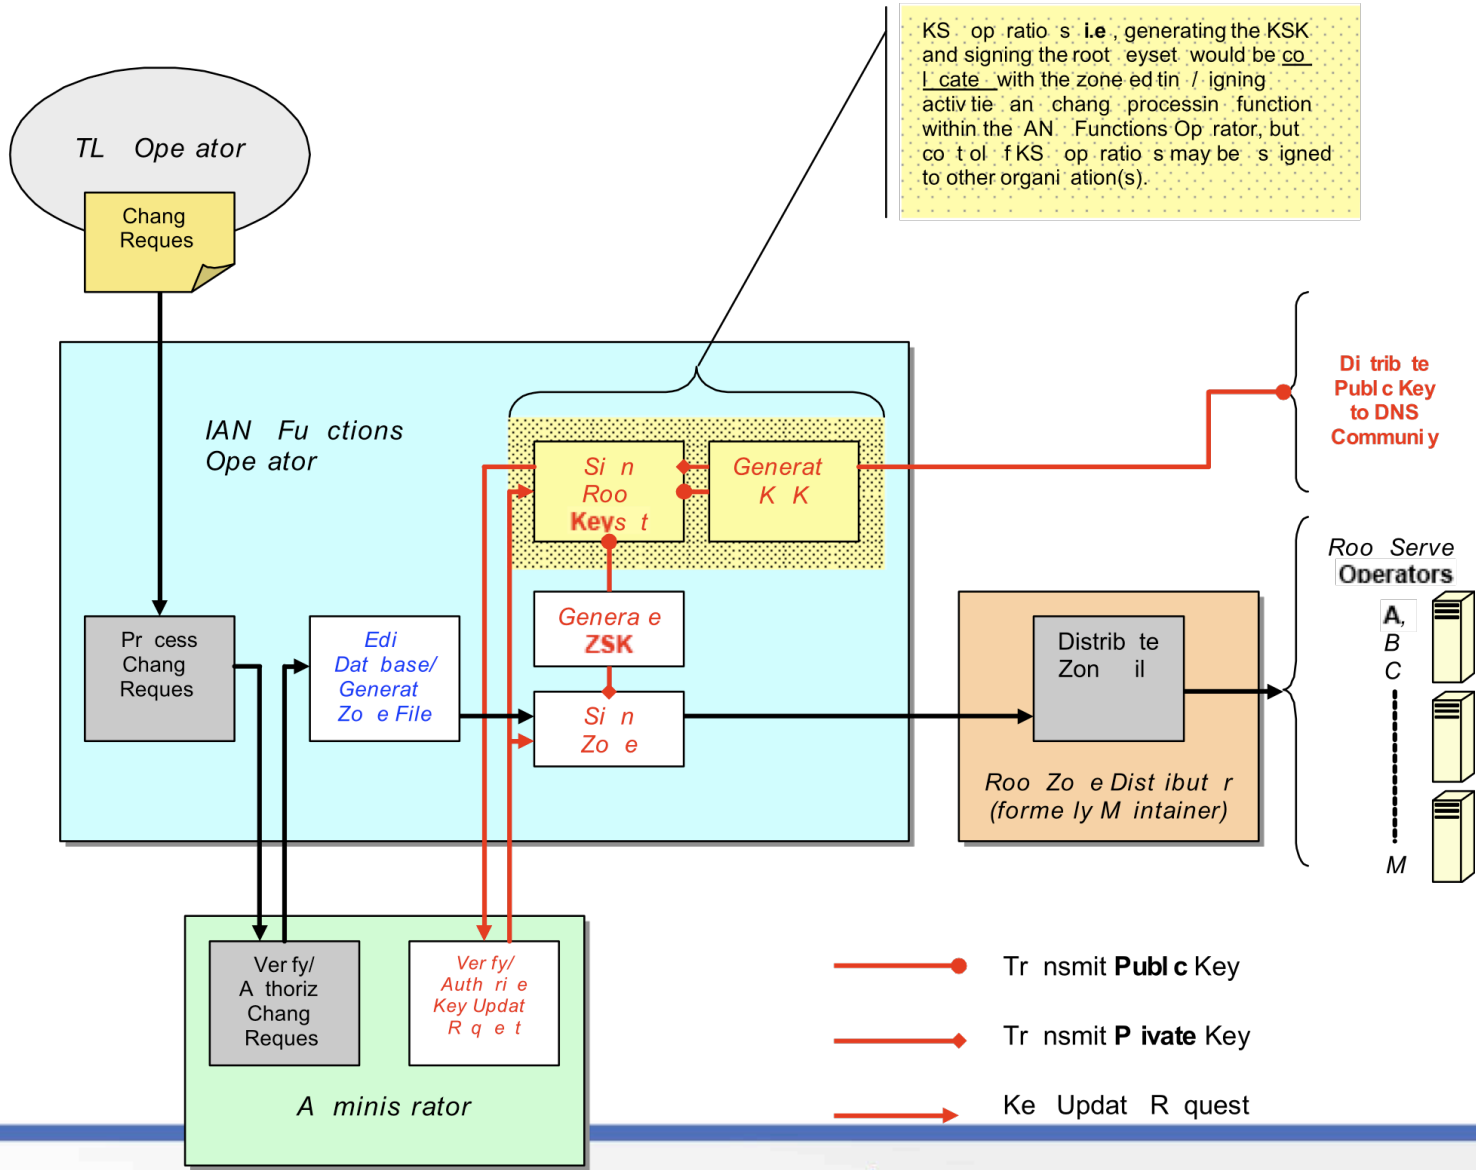 KS op ratio s i.e , generating the KSK
and signing the root eyset would be co
l cate with the zone ed tin / igning
activ tie an chang processin function
within the AN Functions Op rator, but
co t ol f KS op ratio s may be s igned
to other organi ation(s).
TL Ope ator
Chang
Reques
IAN Fu ctions
Ope ator
Si n
Roo
Keys t
Generat
K K
Di trib te
Publ c Key
to DNS
Communi y
Roo Serve
Operators
A,
B
C
M
Pr cess
Chang
Reques
Edi
Dat base/
Generat
Zo e File
Genera e
ZSK
Si n
Zo e
Distrib te
Zon il
Roo Zo e Dist ibut r
(forme ly M intainer)
Ver fy/
A thoriz
Chang
Reques
Ver fy/
Auth ri e
Key Updat
R q e t
A minis rator
Tr nsmit Publ c Key
Tr nsmit P ivate Key
Ke Updat R quest